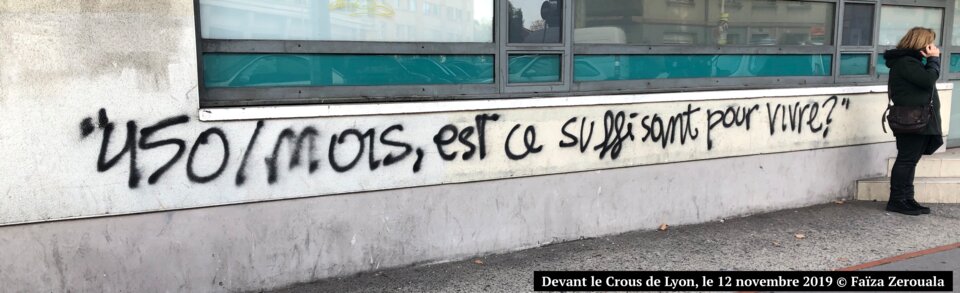 "450/mois, est ce suffisant pour vivre?"
Devant le Crous de Lyon, le 12 novembre 2019 © Faïza Zerouala